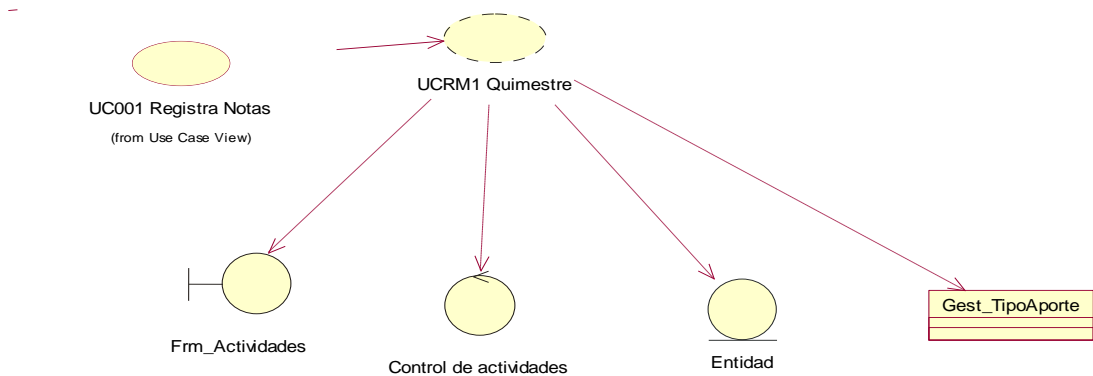 UCRM1 Quimestre
UC001 Registra Notas
(from Use Case View)
Gest_TipoAporte
Frm_Actividades
Control de actividades
Entidad